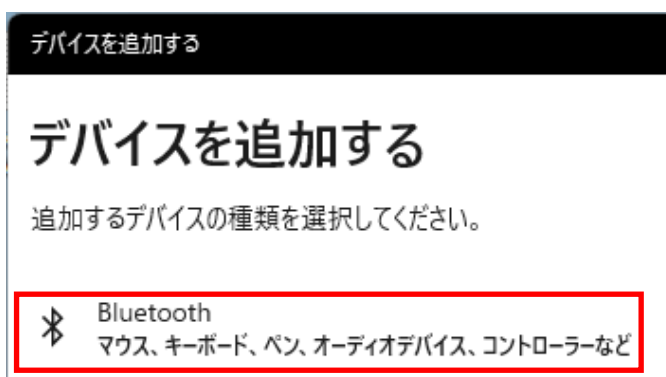 デバイスを追加する
デバイスを追加する
追加するデバイスの種類を選択してください。
Bluetooth
マウス、キーボード、ペン、オーディオデバイス、コントローラーなど